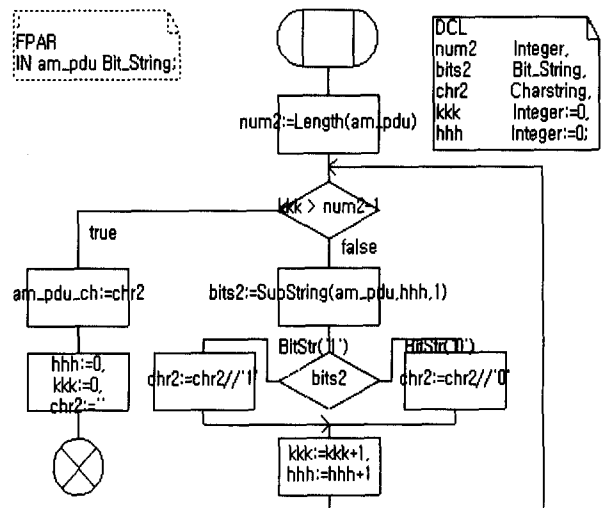 FPAR
IN am_pdu Bit_String;
DCL
num2 Integer,
bits2 Bit_String,
chr2 Charstring,
kkk Integer:=0,
hhh Integer:=0;
num2:=Length(am_pdu)
kkk > num2-1
true
false
am_pdu_ch:=chr2
bits2:=SubString(am_pdu,hhh,1)
BitStr('1')
BitStr('0')
hhh:=0,
kkk:=0,
chr2:=''
chr2:=chr2//'1'
bits2
chr2:=chr2//'0'
kkk:=kkk+1,
hhh:=hhh+1